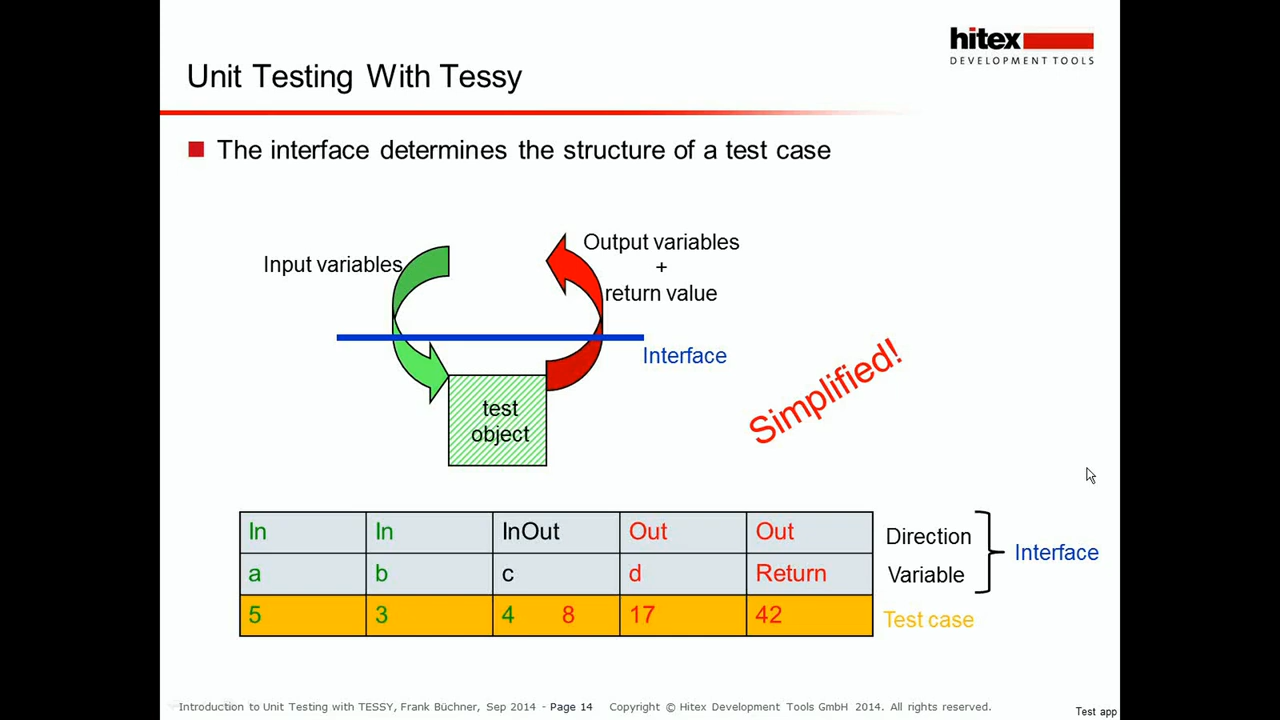 hitex
DEVELOPMENT TOOLS
Unit Testing With Tessy
The interface determines the structure of a test case
Input variables
Output variables
+
return value
Interface
Simplified!
test
object
In In InOut Out Out Direction
a b c d Return Variable
Interface
5 3 4 8 17 42 Test case
Introduction to Unit Testing with TESSY, Frank Büchner, Sep 2014 - Page 14 Copyright © Hitex Development Tools GmbH 2014. All rights reserved.
Test app